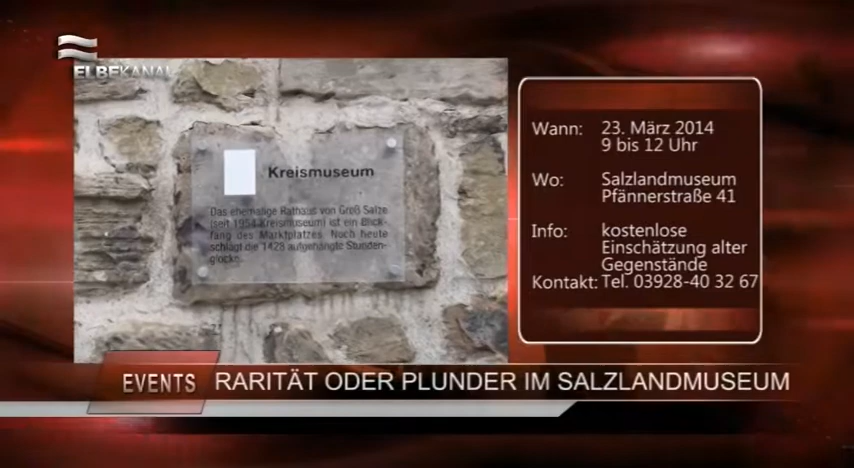 ELBEKANAL
Kreismuseum
Das ehemalige Rathaus von Groß Salze
(seit 1954 Kreismuseum) ist ein Blick-
fang des Marktplatzes. Noch heute
schlägt die 1428 aufgehängte Stunden-
glocke.
Wann: 23. März 2014
9 bis 12 Uhr
Wo: Salzlandmuseum
Pfännerstraße 41
Info: kostenlose
Einschätzung alter
Gegenstände
Kontakt: Tel. 03928-40 32 67
EVENTS
RARITÄT ODER PLUNDER IM SALZLANDMUSEUM